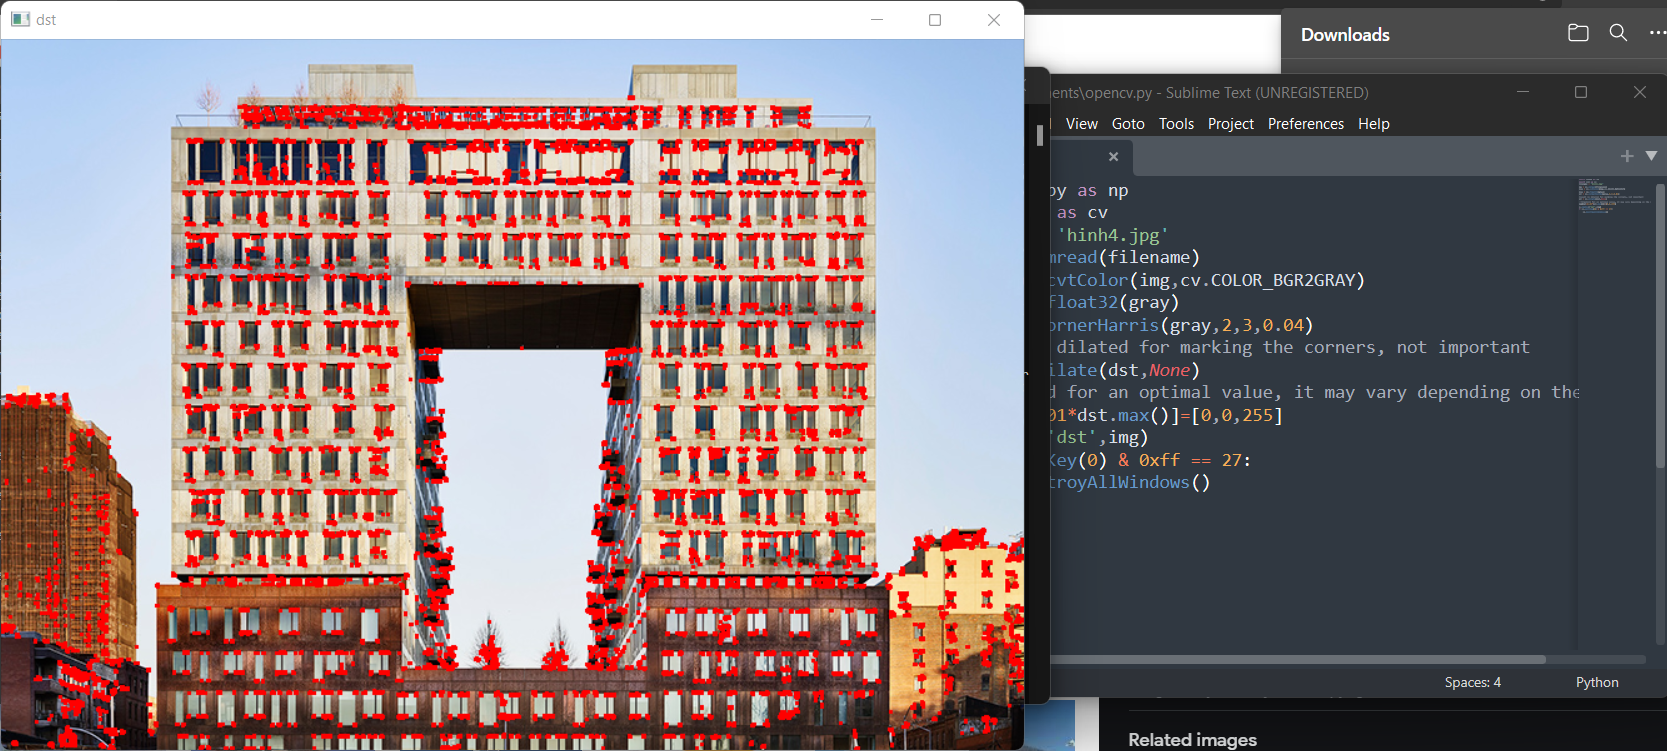 dst
Downloads
ents\opencv.py - Sublime Text (UNREGISTERED)
View Goto Tools Project Preferences Help
py as np
as cv
'hinh4.jpg'
mread(filename)
cvtColor(img,cv.COLOR_BGR2GRAY)
float32(gray)
ornerHarris(gray,2,3,0.04)
dilated for marking the corners, not important
ilate(dst,None)
d for an optimal value, it may vary depending on the
01*dst.max()]=[0,0,255]
'dst',img)
Key(0) & 0xff == 27:
troyAllWindows()
Spaces: 4 Python
Related images